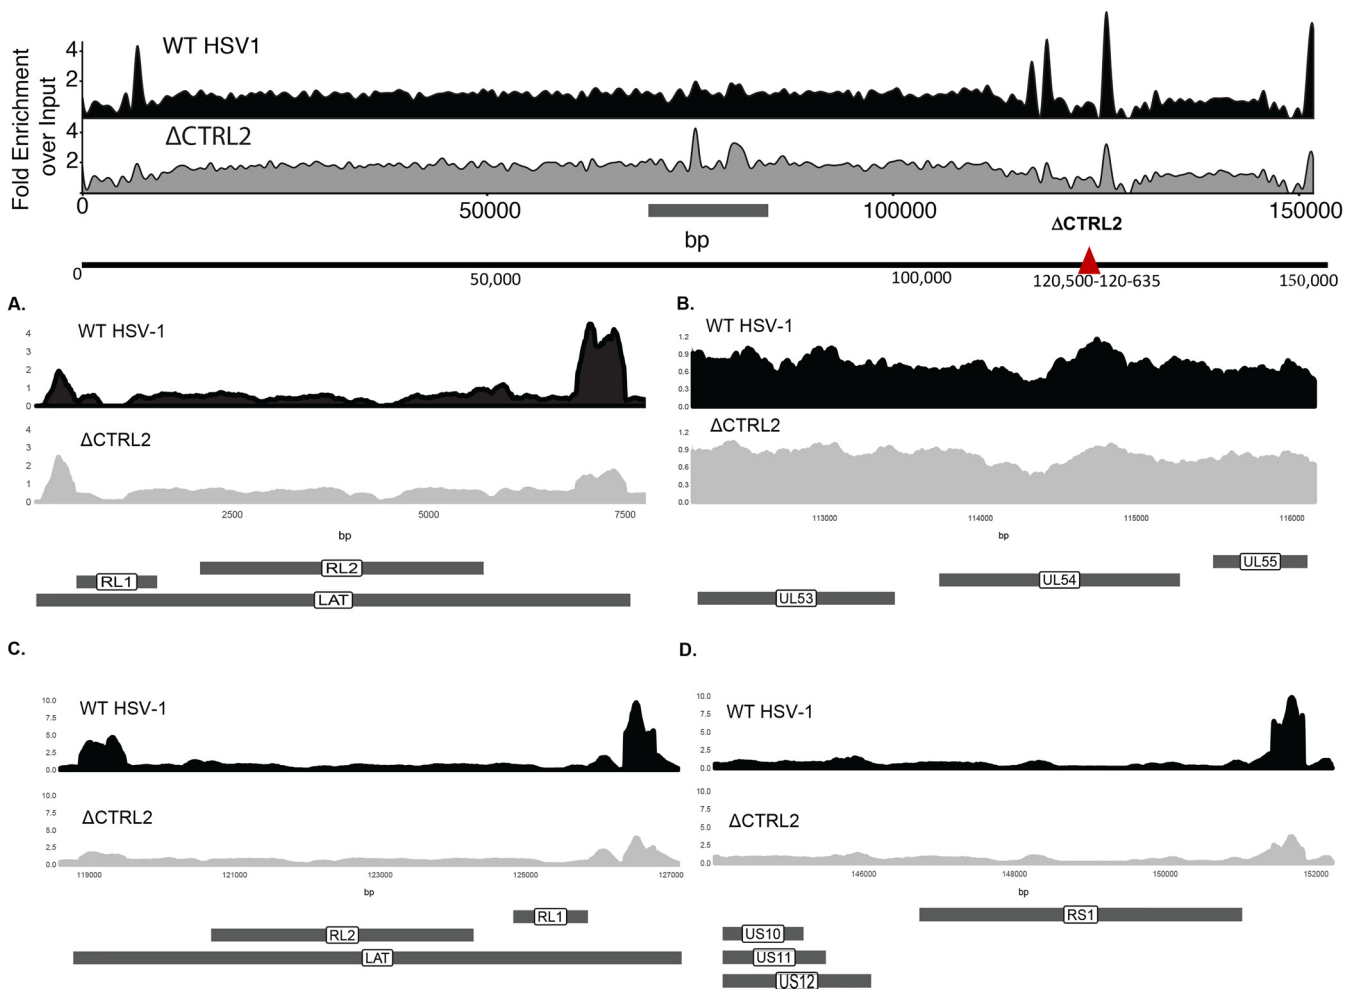 Fold Enrichment
over Input
WT HSV1
4
2
ΔCTRL2
4
2
0 50000 100000 150000
bp
ΔCTRL2
0 50,000 100,000 120,500-120-635 150,000
A.
WT HSV-1
4
3
2
1
0
ΔCTRL2
4
3
2
1
0
2500 5000 7500
bp
RL2
RL1
LAT
B.
WT HSV-1
1.2
0.9
0.6
0.3
0.0
ΔCTRL2
1.2
0.9
0.6
0.3
0.0
113000 114000 115000 116000
bp
UL55
UL54
UL53
C.
WT HSV-1
10.0
7.5
5.0
2.5
0.0
ΔCTRL2
10.0
7.5
5.0
2.5
0.0
119000 121000 123000 125000 127000
bp
RL1
RL2
LAT
D.
WT HSV-1
10.0
7.5
5.0
2.5
0.0
ΔCTRL2
10.0
7.5
5.0
2.5
0.0
146000 148000 150000 152000
bp
RS1
US10
US11
US12